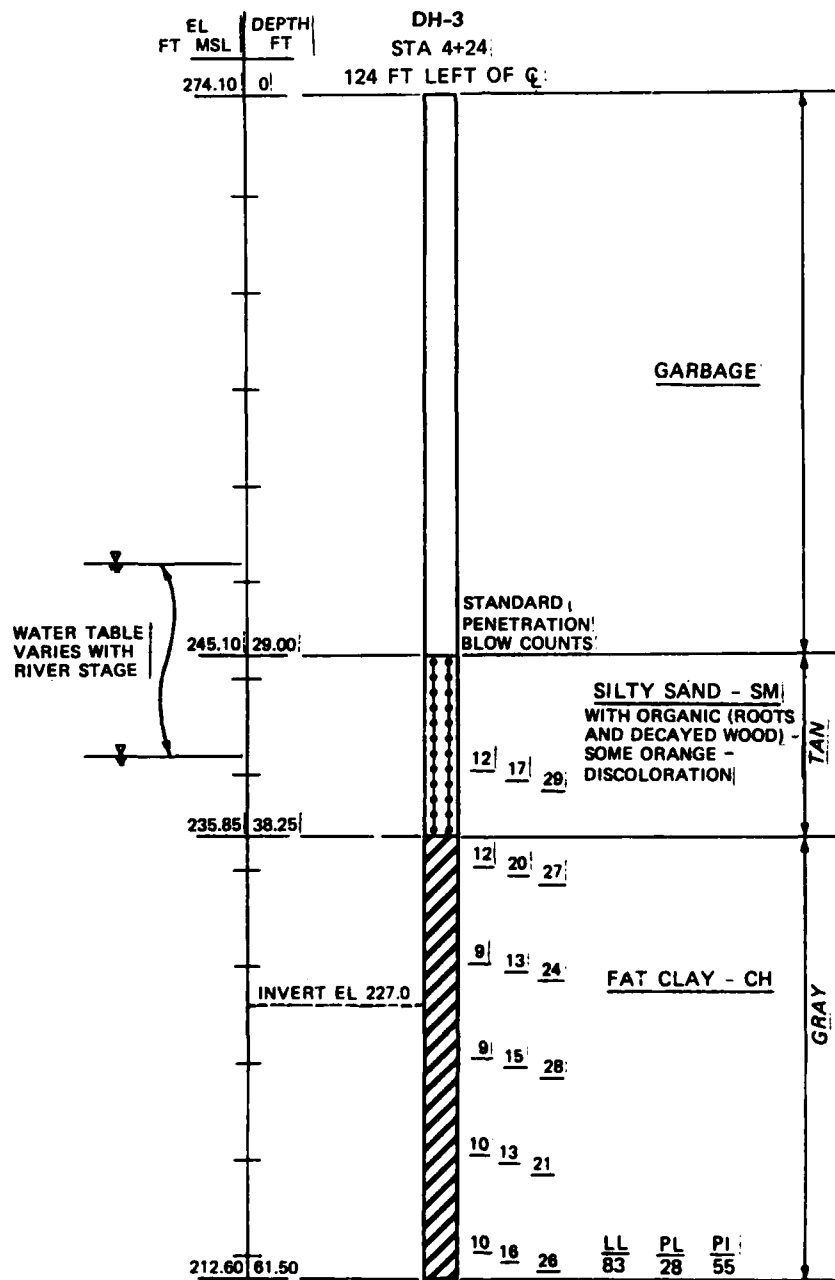 EL DEPTH
FT MSL FT
DH-3
STA 4+24
124 FT LEFT OF ℄
274.10 0
GARBAGE
WATER TABLE
VARIES WITH
RIVER STAGE
STANDARD
PENETRATION
BLOW COUNTS
245.10 29.00
SILTY SAND - SM
WITH ORGANIC (ROOTS
AND DECAYED WOOD) -
SOME ORANGE -
DISCOLORATION
TAN
12 17 29
235.85 38.25
12 20 27
9 13 24
FAT CLAY - CH
GRAY
INVERT EL 227.0
9 15 28
10 13 21
10 16 26
LL PL PI
83 28 55
212.60 61.50